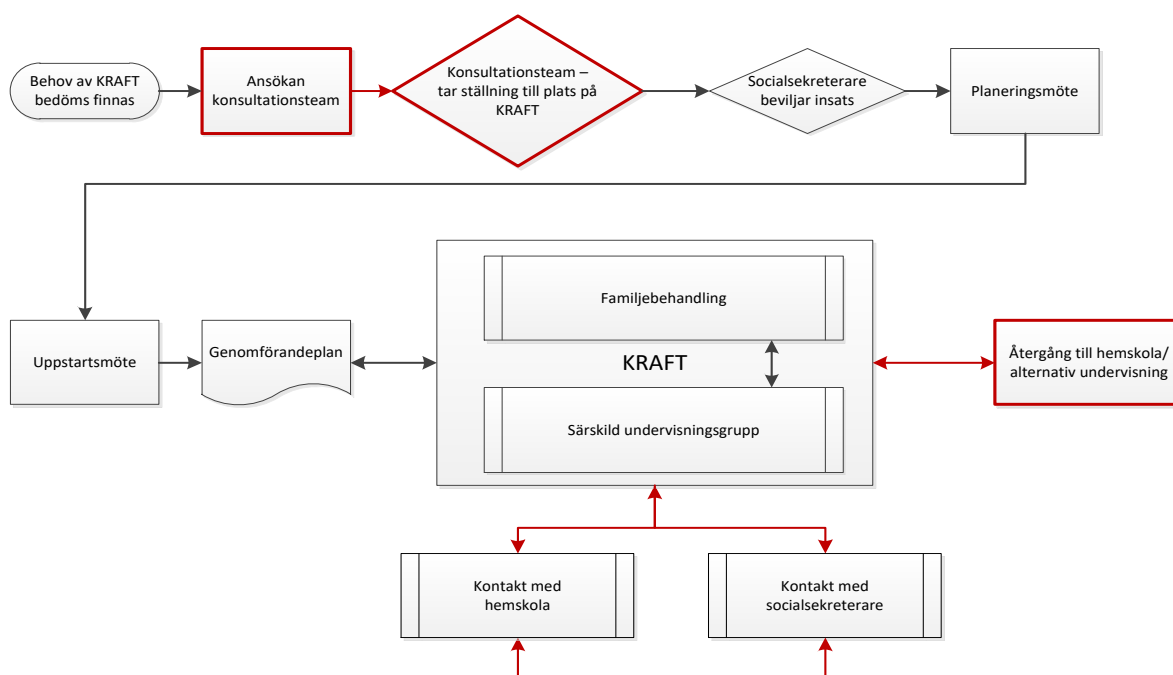 Behov av KRAFT
bedöms finnas
Ansökan
konsultationsteam
Konsultationsteam –
tar ställning till plats på
KRAFT
Socialsekreterare
beviljar insats
Planeringsmöte
Uppstartsmöte
Genomförandeplan
Familjebehandling
KRAFT
Särskild undervisningsgrupp
Återgång till hemskola/
alternativ undervisning
Kontakt med
hemskola
Kontakt med
socialsekreterare